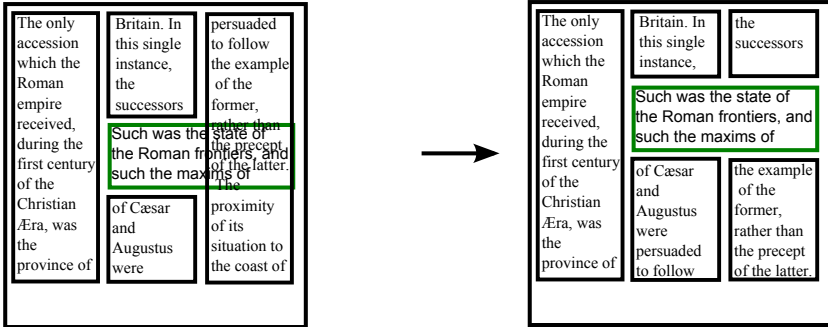 The only
accession
which the
Roman
empire
received,
during the
first century
of the
Christian
Æra, was
the
province of
Britain. In
this single
instance,
the
successors
Such was the state of
the Roman frontiers, and
such the maxims of
of Cæsar
and
Augustus
were
persuaded
to follow
the example
of the
former,
rather than
the precept
of the latter.
The
proximity
of its
situation to
the coast of
The only
accession
which the
Roman
empire
received,
during the
first century
of the
Christian
Æra, was
the
province of
Britain. In
this single
instance,
the
successors
Such was the state of
the Roman frontiers, and
such the maxims of
of Cæsar
and
Augustus
were
persuaded
to follow
the example
of the
former,
rather than
the precept
of the latter.